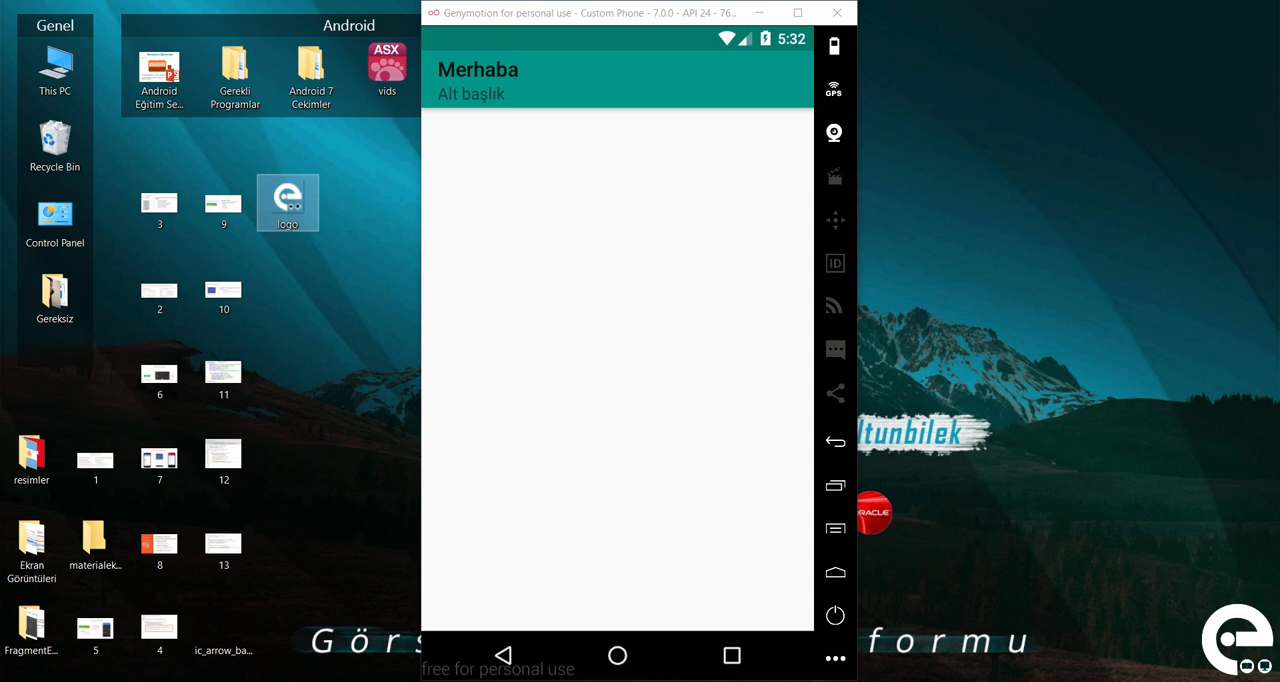 Genel
Android
This PC
Recycle Bin
Control Panel
Gereksiz
Android
Eğitim Se...
Gerekli
Programlar
Android 7
Cekimler
ASX
vids
3
9
logo
2
10
6
11
resimler
1
7
12
Ekran
Görüntüleri
materialek...
8
13
FragmentE...
5
4
ic_arrow_ba...
Genymotion for personal use - Custom Phone - 7.0.0 - API 24 - 76...
5:32
Merhaba
Alt başlık
GPS
ID
free for personal use
ltunbilek
ORACLE
Görs
formu